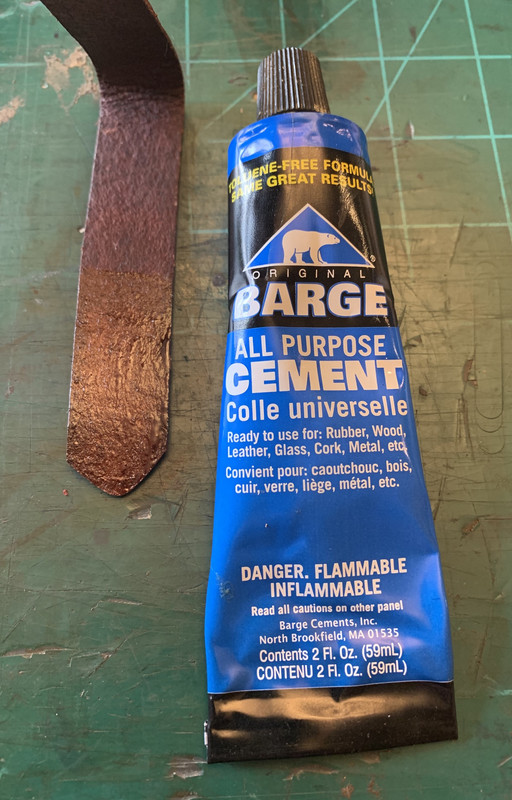 TOLUENE-FREE FORMULA
SAME GREAT RESULTS!
®
ORIGINAL
BARGE
ALL PURPOSE
CEMENT
Colle universelle
Ready to use for: Rubber, Wood,
Leather, Glass, Cork, Metal, etc.
Convient pour: caoutchouc, bois,
cuir, verre, liège, métal, etc.
DANGER. FLAMMABLE
INFLAMMABLE
Read all cautions on other panel
Barge Cements, Inc.
North Brookfield, MA 01535
Contents 2 Fl. Oz. (59mL)
CONTENU 2 Fl. Oz. (59mL)